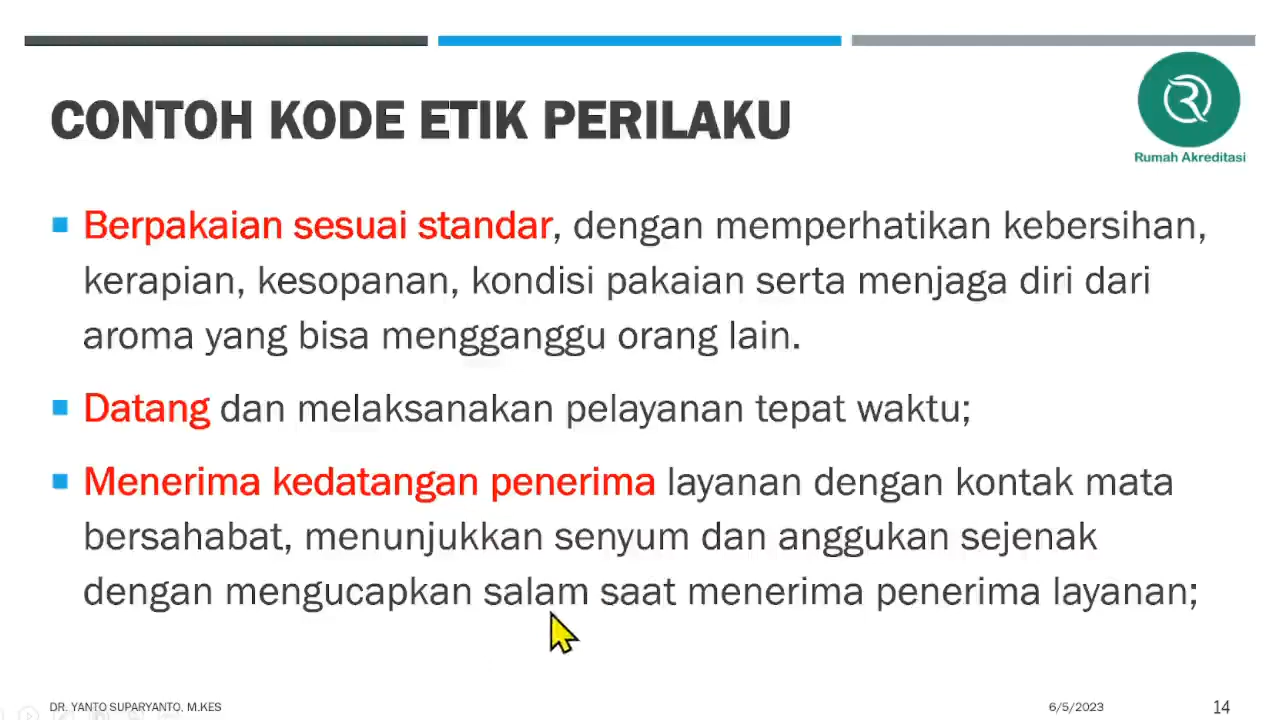 CONTOH KODE ETIK PERILAKU
Rumah Akreditasi
Berpakaian sesuai standar, dengan memperhatikan kebersihan,
kerapian, kesopanan, kondisi pakaian serta menjaga diri dari
aroma yang bisa mengganggu orang lain.
Datang dan melaksanakan pelayanan tepat waktu;
Menerima kedatangan penerima layanan dengan kontak mata
bersahabat, menunjukkan senyum dan anggukan sejenak
dengan mengucapkan salam saat menerima penerima layanan;
DR. YANTO SUPARYANTO, M.KES
6/5/2023
14